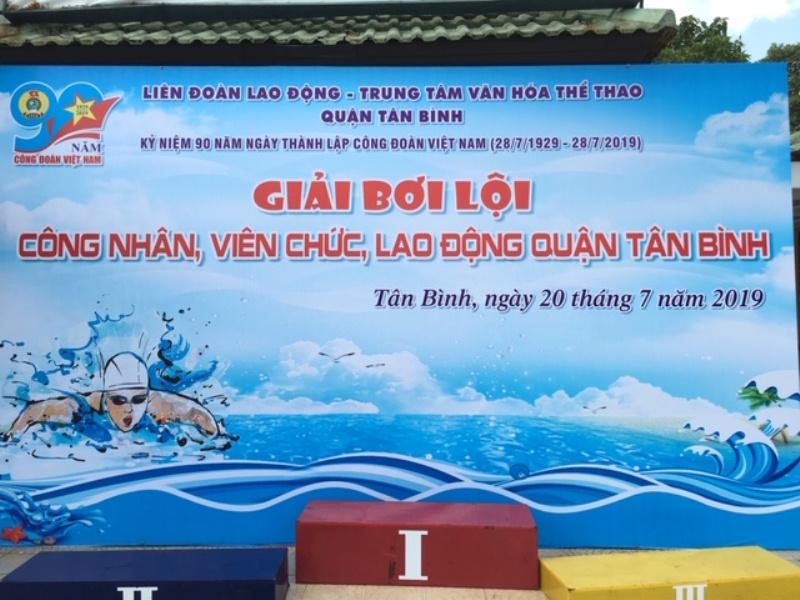 LIÊN ĐOÀN LAO ĐỘNG - TRUNG TÂM VĂN HÓA THỂ THAO
QUẬN TÂN BÌNH
KỶ NIỆM 90 NĂM NGÀY THÀNH LẬP CÔNG ĐOÀN VIỆT NAM (28/7/1929 - 28/7/2019)
90
NĂM
CÔNG ĐOÀN VIỆT NAM
GIẢI BƠI LỘI
CÔNG NHÂN, VIÊN CHỨC, LAO ĐỘNG QUẬN TÂN BÌNH
Tân Bình, ngày 20 tháng 7 năm 2019
I
II
III